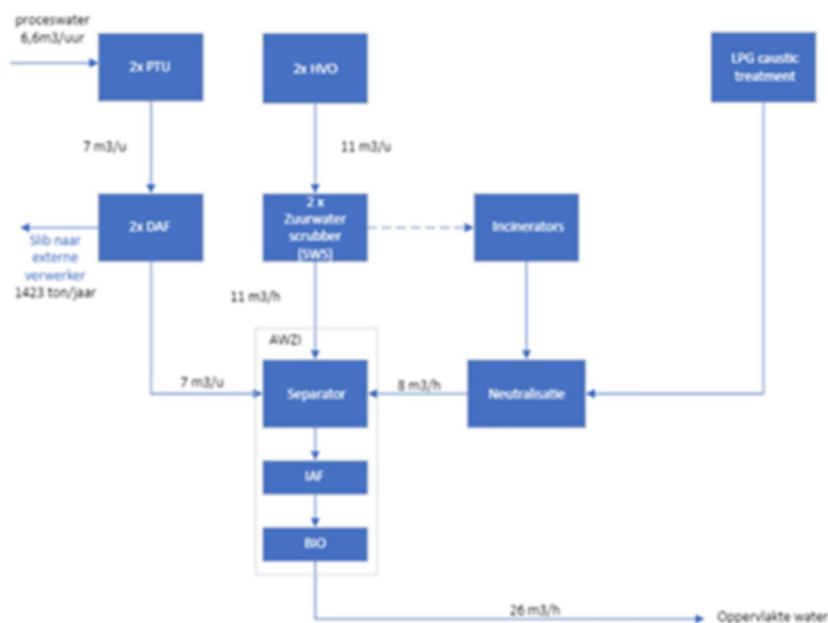 proceswater
6,6m3/uur
2x PTU
2x HVO
LPG caustic
treatment
7 m3/u
11 m3/u
2x DAF
2 x
Zuurwater
scrubber
(SWS)
Incinerators
Slib naar
externe
verwerker
1423 ton/jaar
11 m3/h
AWZI
7 m3/u
Separator
8 m3/h
Neutralisatie
IAF
BIO
26 m3/h
Oppervlakte water